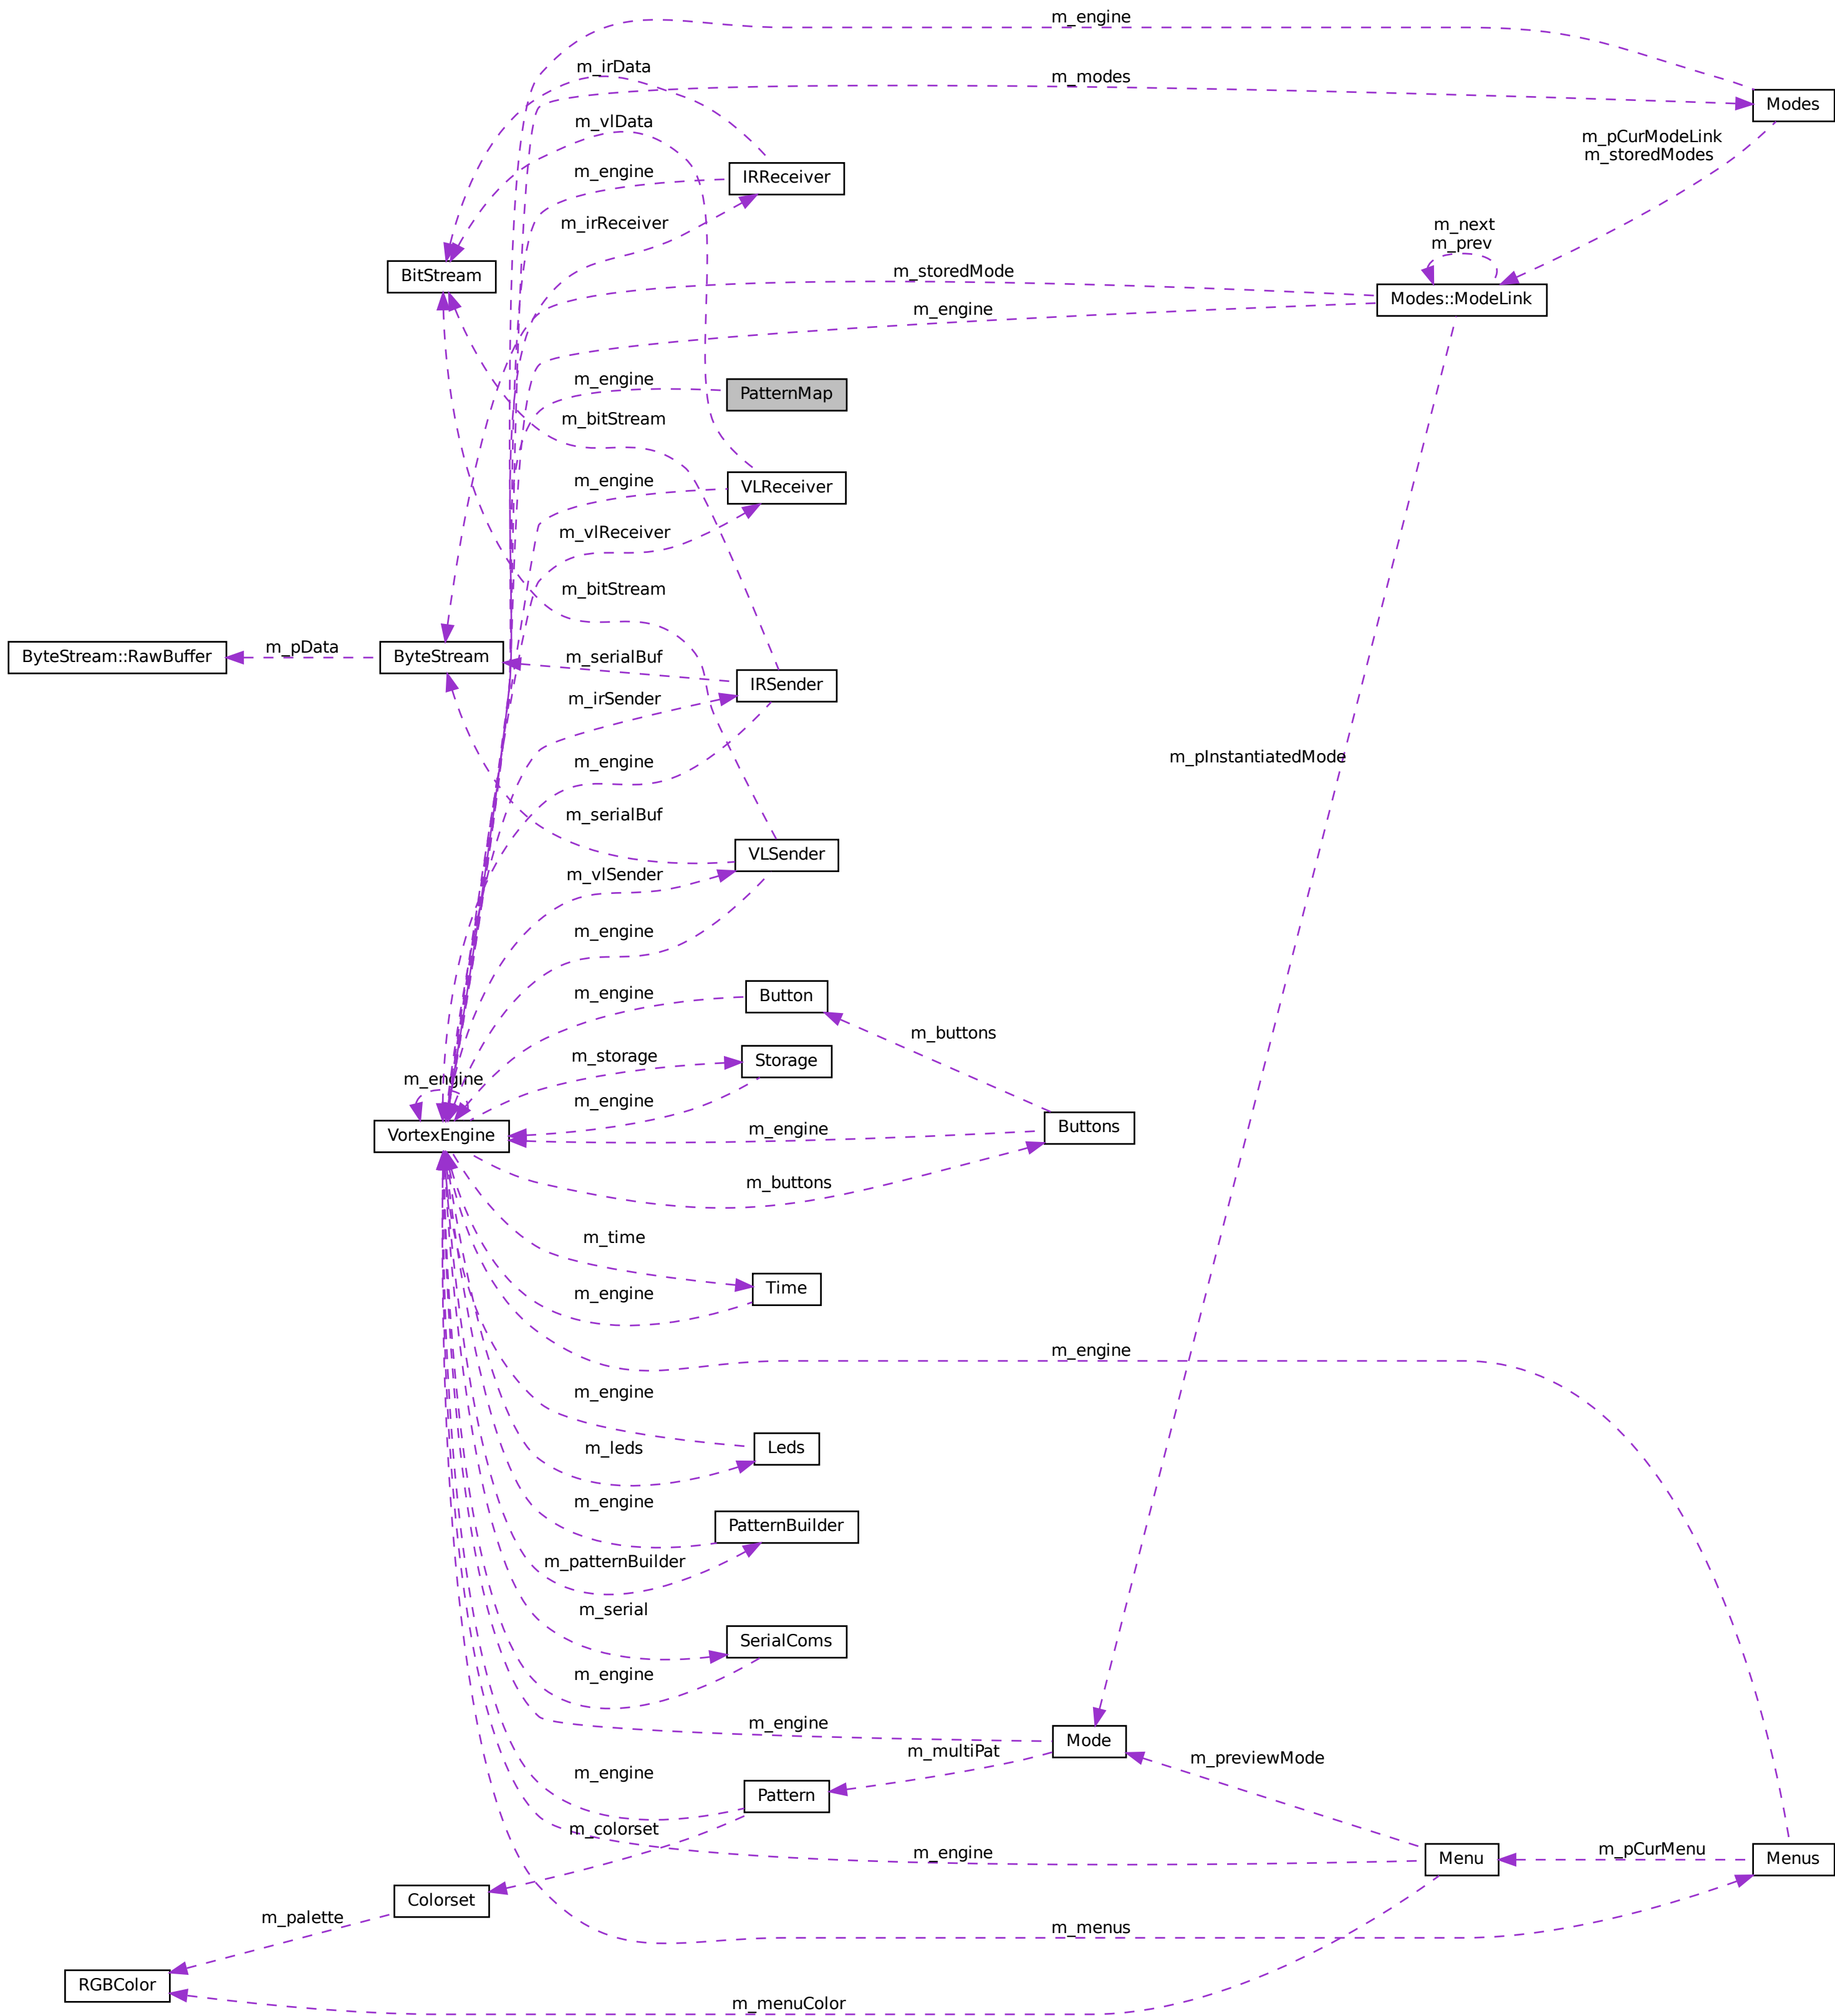 m_engine
m_irData
m_modes
Modes
m_vlData
m_pCurModeLink
m_storedModes
m_engine
IRReceiver
m_irReceiver
m_next
m_prev
BitStream
m_storedMode
Modes::ModeLink
m_engine
m_engine
PatternMap
m_bitStream
m_engine
VLReceiver
m_vlReceiver
m_bitStream
ByteStream::RawBuffer
m_pData
ByteStream
m_serialBuf
IRSender
m_irSender
m_engine
m_pInstantiatedMode
m_serialBuf
VLSender
m_vlSender
m_engine
m_engine
Button
m_buttons
m_storage
Storage
m_engine
m_engine
VortexEngine
m_engine
Buttons
m_buttons
m_time
Time
m_engine
m_engine
m_engine
Leds
m_leds
m_engine
PatternBuilder
m_patternBuilder
m_serial
SerialComs
m_engine
m_engine
Mode
m_multiPat
m_previewMode
m_engine
Pattern
m_colorset
m_engine
Menu
m_pCurMenu
Menus
Colorset
m_palette
m_menus
RGBColor
m_menuColor